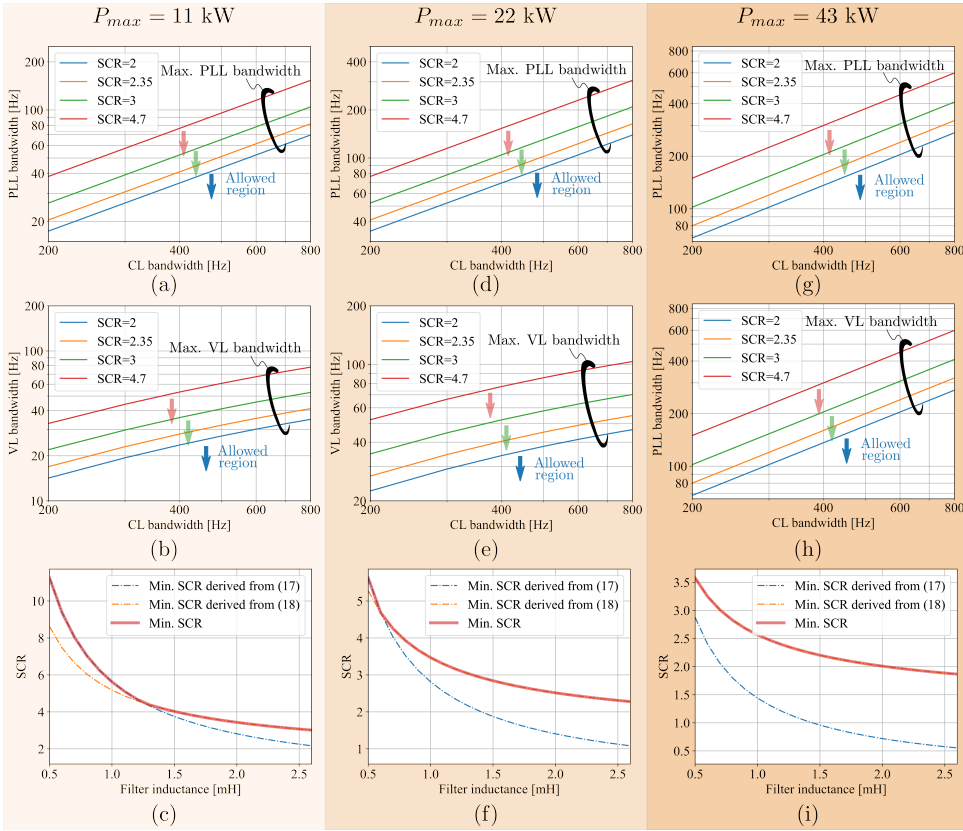 P_max = 11 kW
P_max = 22 kW
P_max = 43 kW
200
100
80
60
40
20
PLL bandwidth [Hz]
SCR=2
SCR=2.35
SCR=3
SCR=4.7
Max. PLL bandwidth
Allowed
region
200
400
600
800
CL bandwidth [Hz]
(a)
400
200
100
80
60
40
PLL bandwidth [Hz]
SCR=2
SCR=2.35
SCR=3
SCR=4.7
Max. PLL bandwidth
Allowed
region
200
400
600
800
CL bandwidth [Hz]
(d)
800
600
400
200
100
80
PLL bandwidth [Hz]
SCR=2
SCR=2.35
SCR=3
SCR=4.7
Max. PLL bandwidth
Allowed
region
200
400
600
800
CL bandwidth [Hz]
(g)
200
100
80
60
40
20
10
VL bandwidth [Hz]
SCR=2
SCR=2.35
SCR=3
SCR=4.7
Max. VL bandwidth
Allowed
region
200
400
600
800
CL bandwidth [Hz]
(b)
200
100
80
60
40
20
VL bandwidth [Hz]
SCR=2
SCR=2.35
SCR=3
SCR=4.7
Max. VL bandwidth
Allowed
region
200
400
600
800
CL bandwidth [Hz]
(e)
800
600
400
200
100
80
PLL bandwidth [Hz]
SCR=2
SCR=2.35
SCR=3
SCR=4.7
Max. VL bandwidth
Allowed
region
200
400
600
800
CL bandwidth [Hz]
(h)
10
8
6
4
2
SCR
Min. SCR derived from (17)
Min. SCR derived from (18)
Min. SCR
0.5
1.0
1.5
2.0
2.5
Filter inductance [mH]
(c)
5
4
3
2
1
SCR
Min. SCR derived from (17)
Min. SCR derived from (18)
Min. SCR
0.5
1.0
1.5
2.0
2.5
Filter inductance [mH]
(f)
3.5
3.0
2.5
2.0
1.5
1.0
0.5
SCR
Min. SCR derived from (17)
Min. SCR derived from (18)
Min. SCR
0.5
1.0
1.5
2.0
2.5
Filter inductance [mH]
(i)